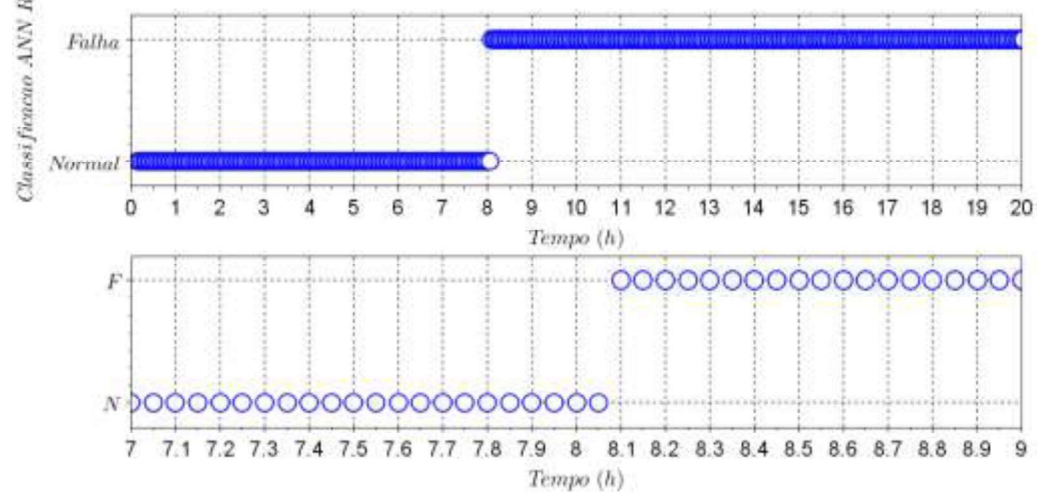 Classificacao ANN R
Falha
Normal
0 1 2 3 4 5 6 7 8 9 10 11 12 13 14 15 16 17 18 19 20
Tempo (h)
F
N
7 7.1 7.2 7.3 7.4 7.5 7.6 7.7 7.8 7.9 8 8.1 8.2 8.3 8.4 8.5 8.6 8.7 8.8 8.9 9
Tempo (h)